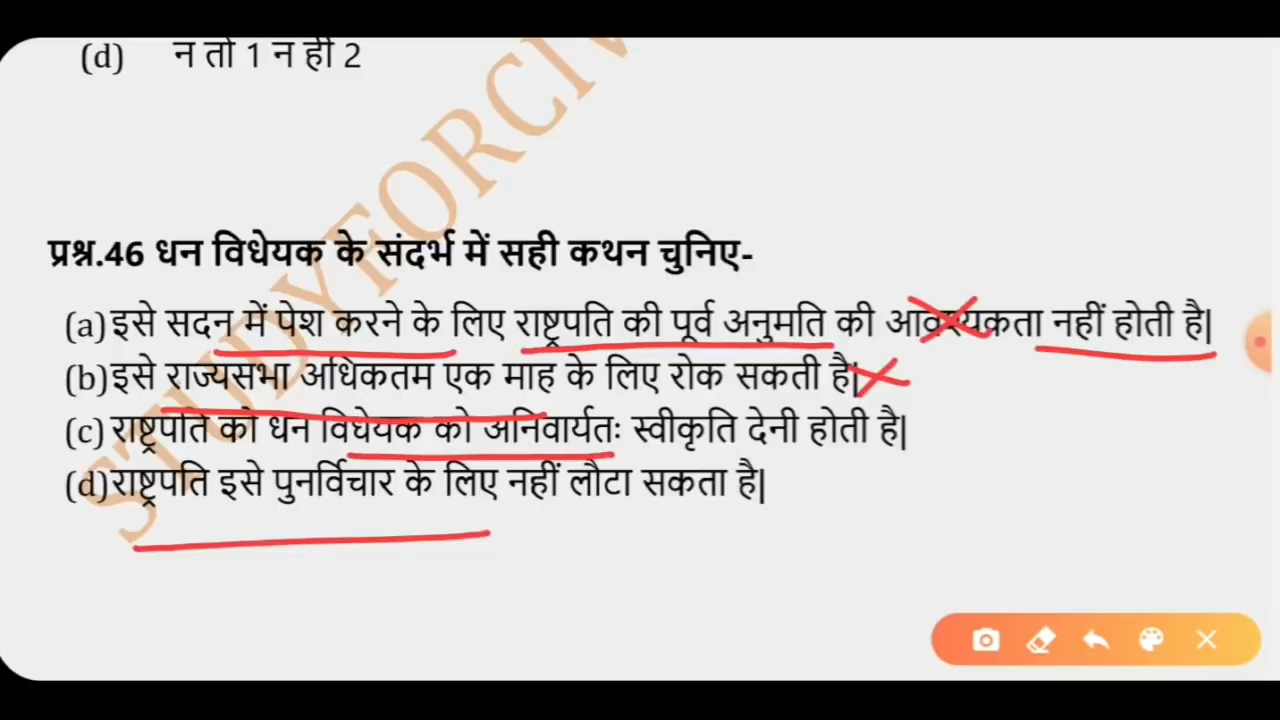 (d) न तो 1 न ही 2
STUDYFORCIV
प्रश्न.46 धन विधेयक के संदर्भ में सही कथन चुनिए-
(a) इसे सदन में पेश करने के लिए राष्ट्रपति की पूर्व अनुमति की आवश्यकता नहीं होती है|
(b) इसे राज्यसभा अधिकतम एक माह के लिए रोक सकती है|
(c) राष्ट्रपति को धन विधेयक को अनिवार्यतः स्वीकृति देनी होती है|
(d) राष्ट्रपति इसे पुनर्विचार के लिए नहीं लौटा सकता है|